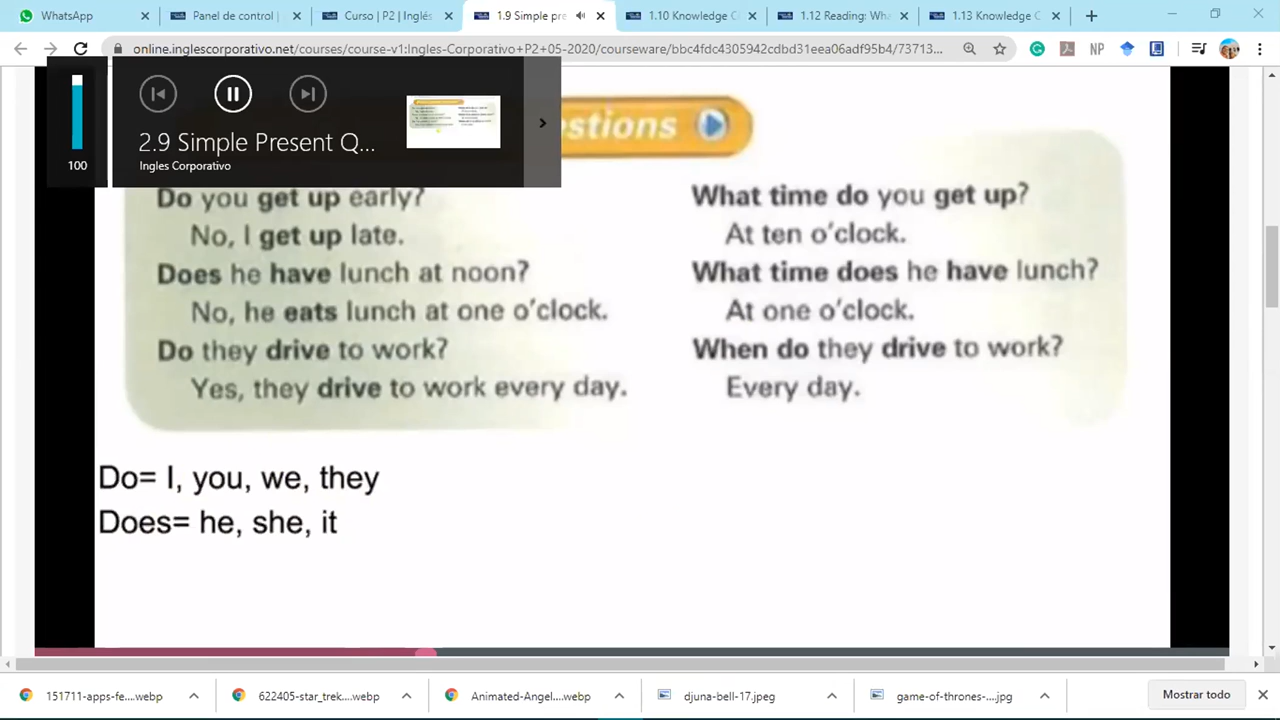 WhatsApp
Panel de control |
Curso | P2 | Inglés
1.9 Simple pre
1.10 Knowledge C
1.12 Reading: Wha
1.13 Knowledge C
online.inglescorporativo.net/courses/course-v1:Ingles-Corporativo+P2+05-2020/courseware/bbc4fdc4305342cdbd31eea06adf95b4/73713...
NP
100
2.9 Simple Present Q...
Ingles Corporativo
stions
Do you get up early?
No, I get up late.
Does he have lunch at noon?
No, he eats lunch at one o'clock.
Do they drive to work?
Yes, they drive to work every day.
What time do you get up?
At ten o'clock.
What time does he have lunch?
At one o'clock.
When do they drive to work?
Every day.
Do= I, you, we, they
Does= he, she, it
151711-apps-fe....webp
622405-star_trek....webp
Animated-Angel....webp
djuna-bell-17.jpeg
game-of-thrones-....jpg
Mostrar todo